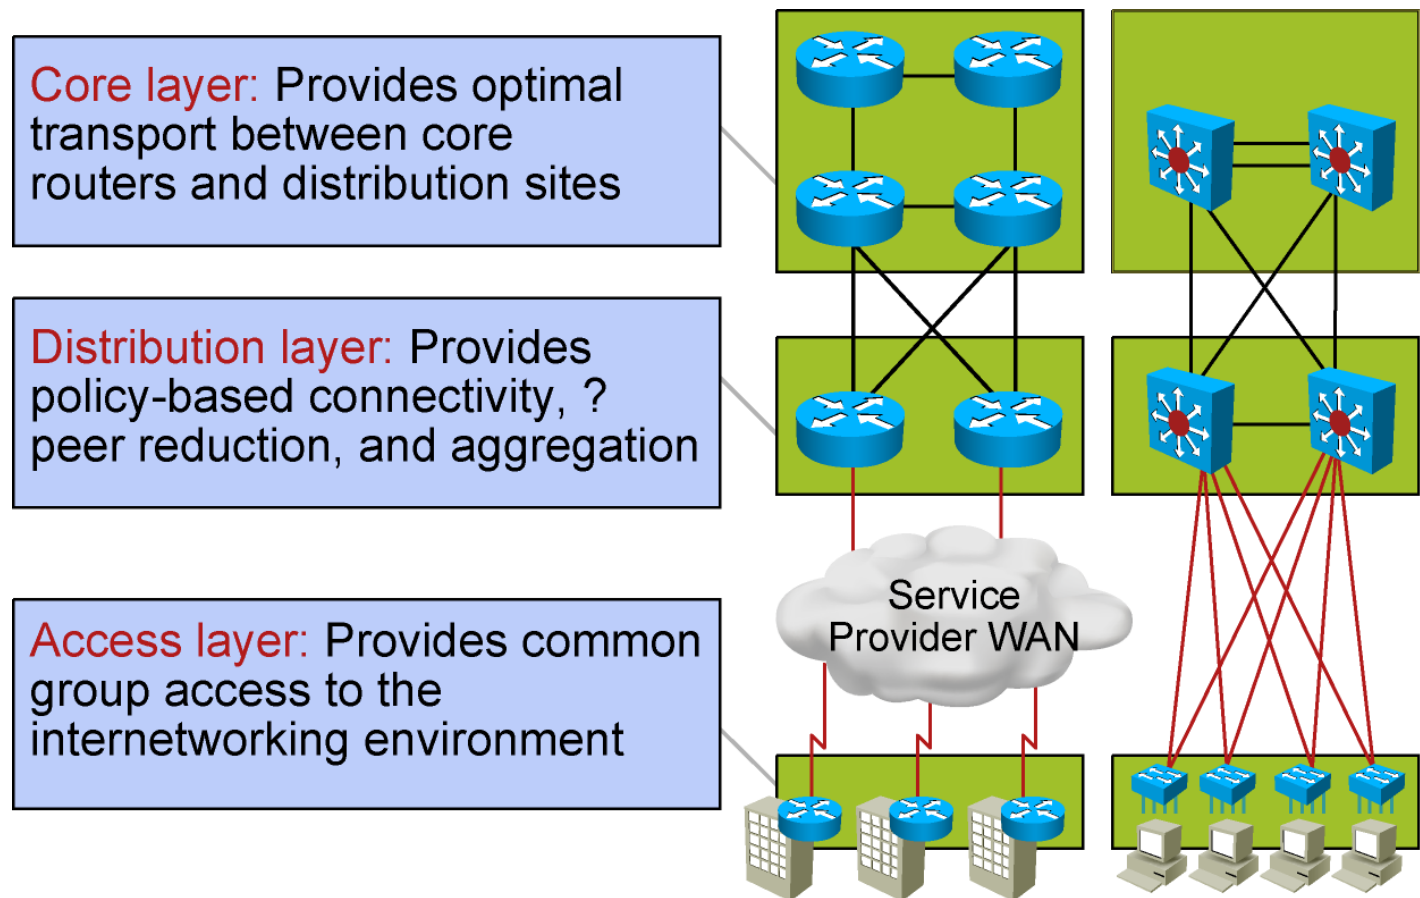 Core layer: Provides optimal
transport between core
routers and distribution sites
Distribution layer: Provides
policy-based connectivity, ?
peer reduction, and aggregation
Service
Provider WAN
Access layer: Provides common
group access to the
internetworking environment